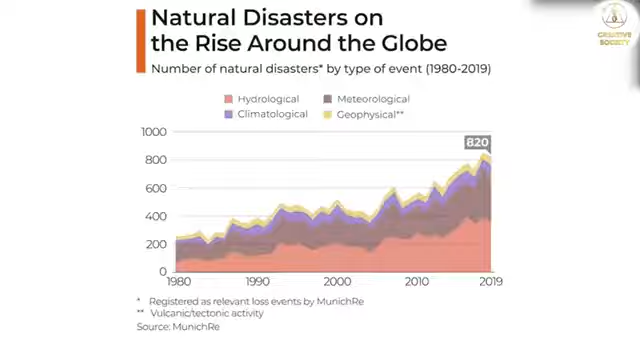 Natural Disasters on
the Rise Around the Globe
Number of natural disasters* by type of event (1980-2019)
CREATIVE
SOCIETY
Hydrological
Meteorological
Climatological
Geophysical**
1000
820
800
600
400
200
0
1980
1990
2000
2010
2019
* Registered as relevant loss events by MunichRe
** Vulcanic/tectonic activity
Source: MunichRe